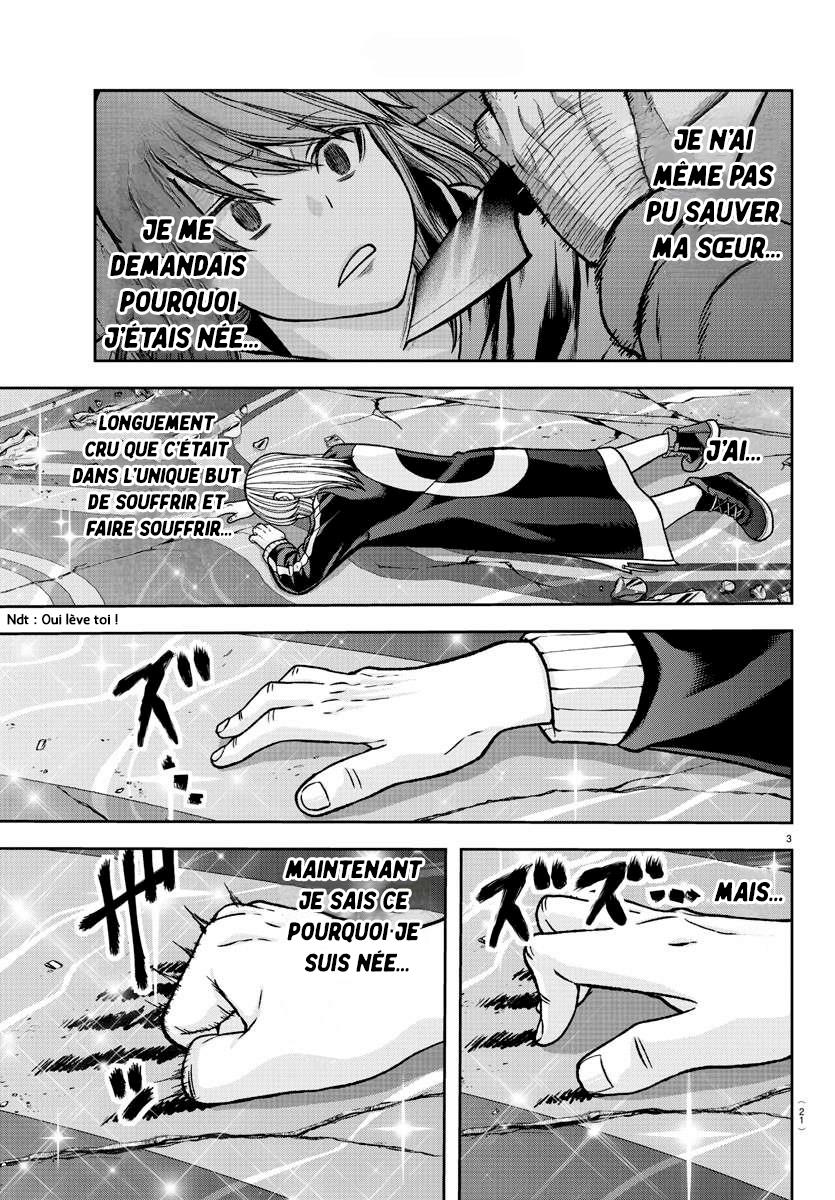 JE N'AI
MÊME PAS
PU SAUVER
MA SŒUR...
JE ME
DEMANDAIS
POURQUOI
J'ÉTAIS NÉE...
J'AI...
LONGUEMENT
CRU QUE C'ÉTAIT
DANS L'UNIQUE BUT
DE SOUFFRIR ET
FAIRE SOUFFRIR...
Ndt : Oui lève toi !
ズ
ズ...
3
MAIS...
ズズ...
MAINTENANT
JE SAIS CE
POURQUOI JE
SUIS NÉE...
ザ
(21)